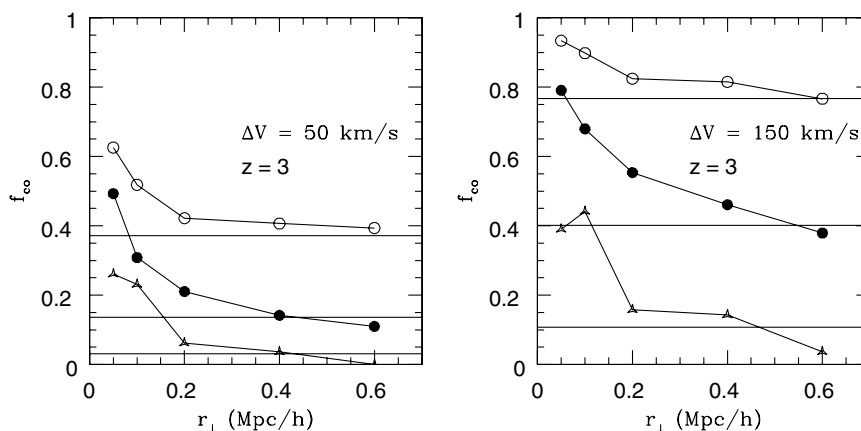 1
0.8
0.6
0.4
0.2
0
f_co
ΔV = 50 km/s
z = 3
0 0.2 0.4 0.6
r⊥ (Mpc/h)
1
0.8
0.6
0.4
0.2
0
f_co
ΔV = 150 km/s
z = 3
0 0.2 0.4 0.6
r⊥ (Mpc/h)